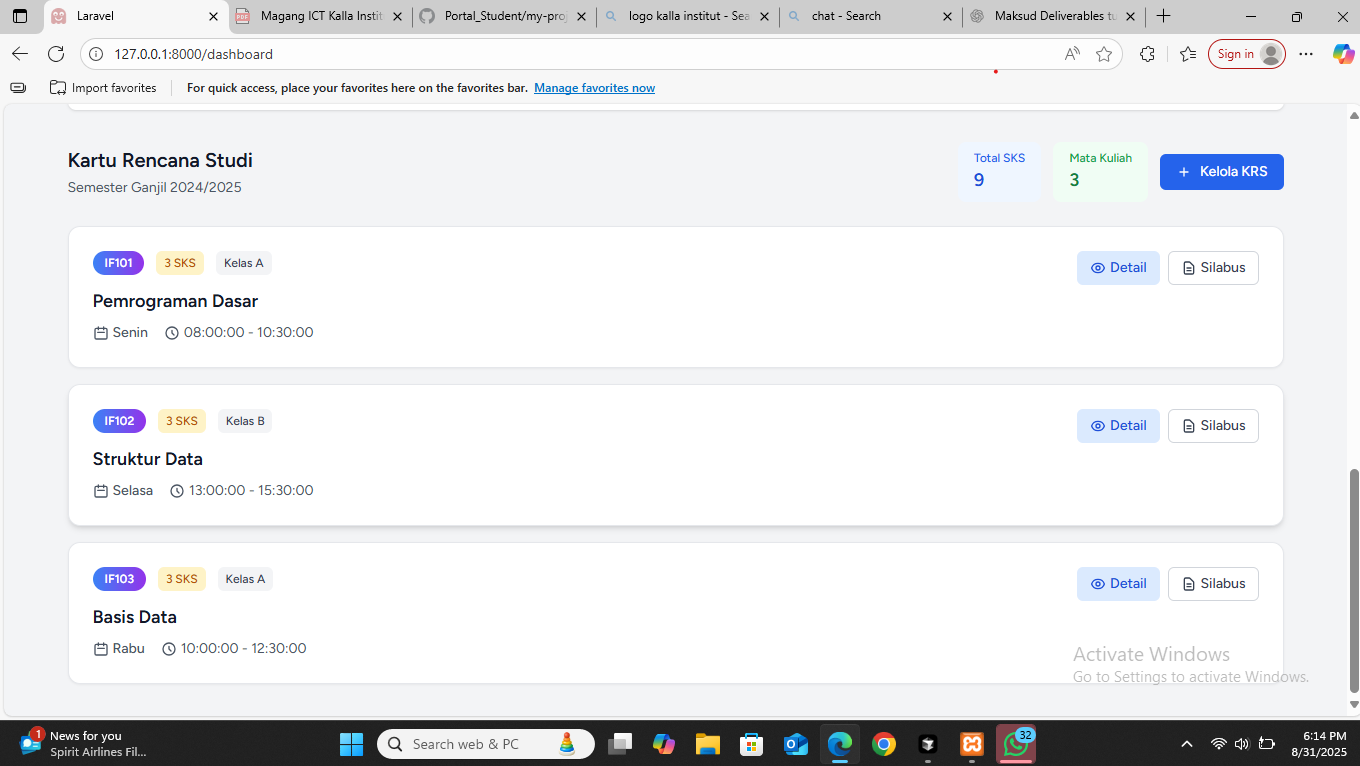 Laravel
Magang ICT Kalla Instit
Portal_Student/my-proj
logo kalla institut - Sea
chat - Search
Maksud Deliverables tu
127.0.0.1:8000/dashboard
Sign in
Import favorites
For quick access, place your favorites here on the favorites bar. Manage favorites now
Kartu Rencana Studi
Semester Ganjil 2024/2025
Total SKS
9
Mata Kuliah
3
+ Kelola KRS
IF101 3 SKS Kelas A
Detail
Silabus
Pemrograman Dasar
Senin 08:00:00 - 10:30:00
IF102 3 SKS Kelas B
Detail
Silabus
Struktur Data
Selasa 13:00:00 - 15:30:00
IF103 3 SKS Kelas A
Detail
Silabus
Basis Data
Rabu 10:00:00 - 12:30:00
Activate Windows
Go to Settings to activate Windows.
1
News for you
Spirit Airlines Fil...
Search web & PC
32
6:14 PM
8/31/2025